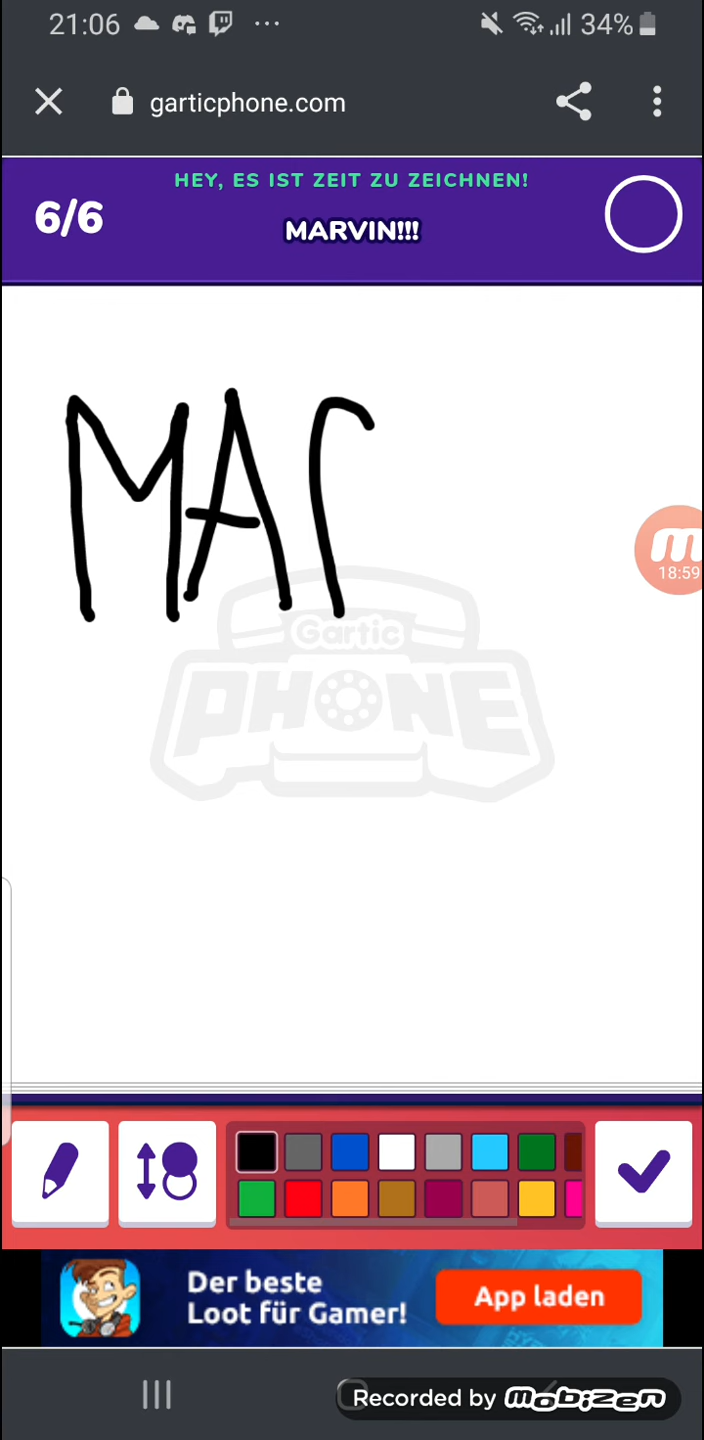 21:06 ... 34%
garticphone.com
HEY, ES IST ZEIT ZU ZEICHNEN!
6/6
MARVIN!!!
MAr
m
18:59
Gartic
PHONE
Der beste
Loot für Gamer!
App laden
Recorded by mobizen